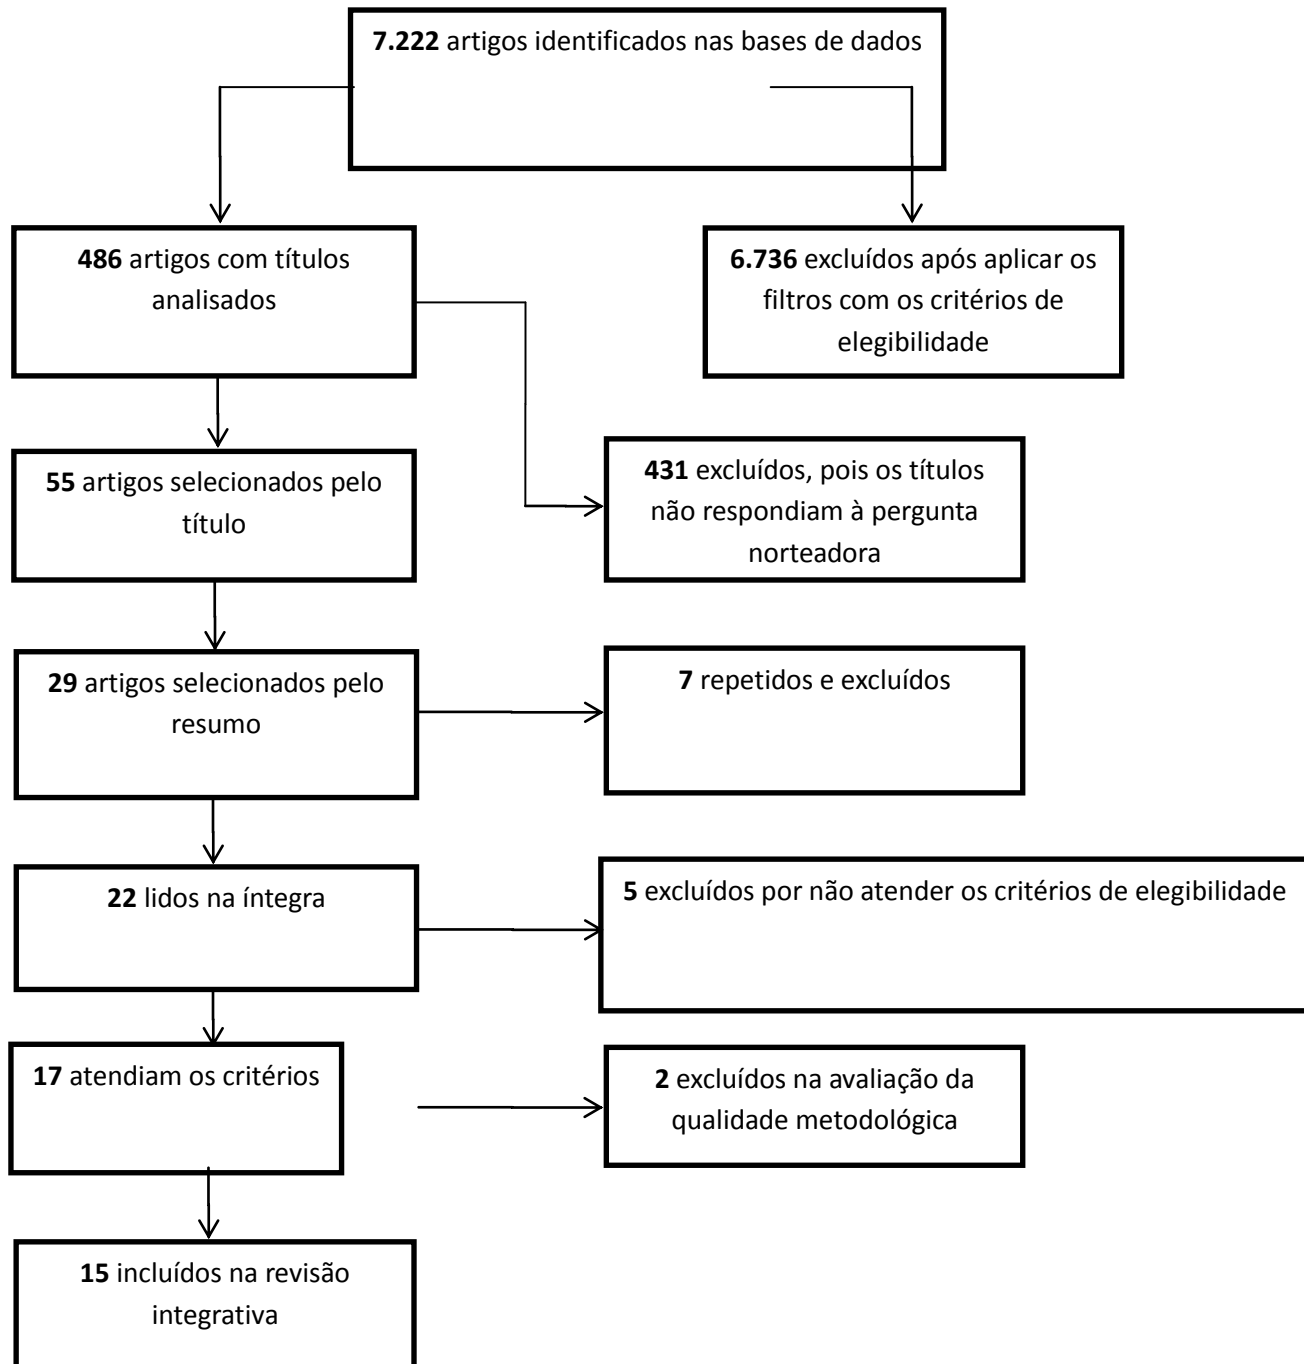 7.222 artigos identificados nas bases de dados
486 artigos com títulos
analisados
6.736 excluídos após aplicar os
filtros com os critérios de
elegibilidade
55 artigos selecionados pelo
título
431 excluídos, pois os títulos
não respondiam à pergunta
norteadora
29 artigos selecionados pelo
resumo
7 repetidos e excluídos
22 lidos na íntegra
5 excluídos por não atender os critérios de elegibilidade
17 atendiam os critérios
2 excluídos na avaliação da
qualidade metodológica
15 incluídos na revisão
integrativa